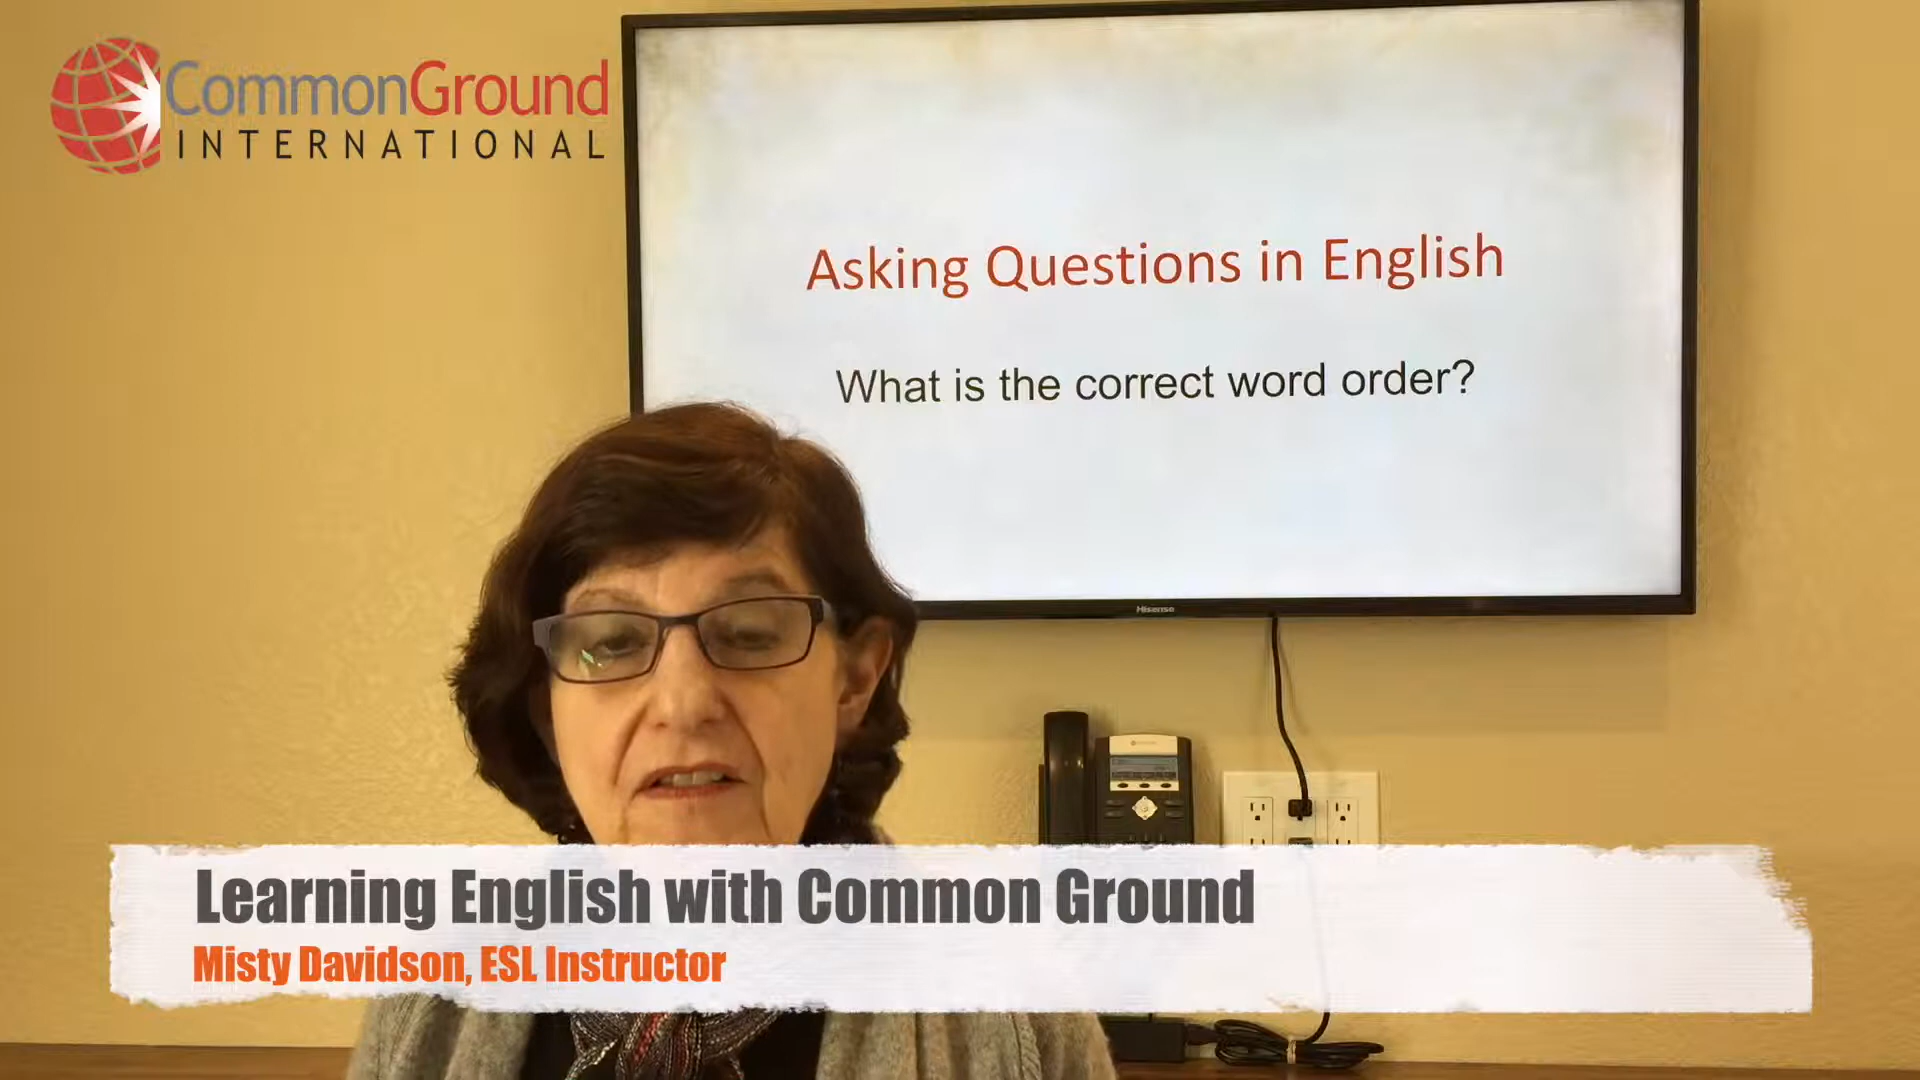 CommonGround
INTERNATIONAL
Asking Questions in English
What is the correct word order?
Hisense
Learning English with Common Ground
Misty Davidson, ESL Instructor